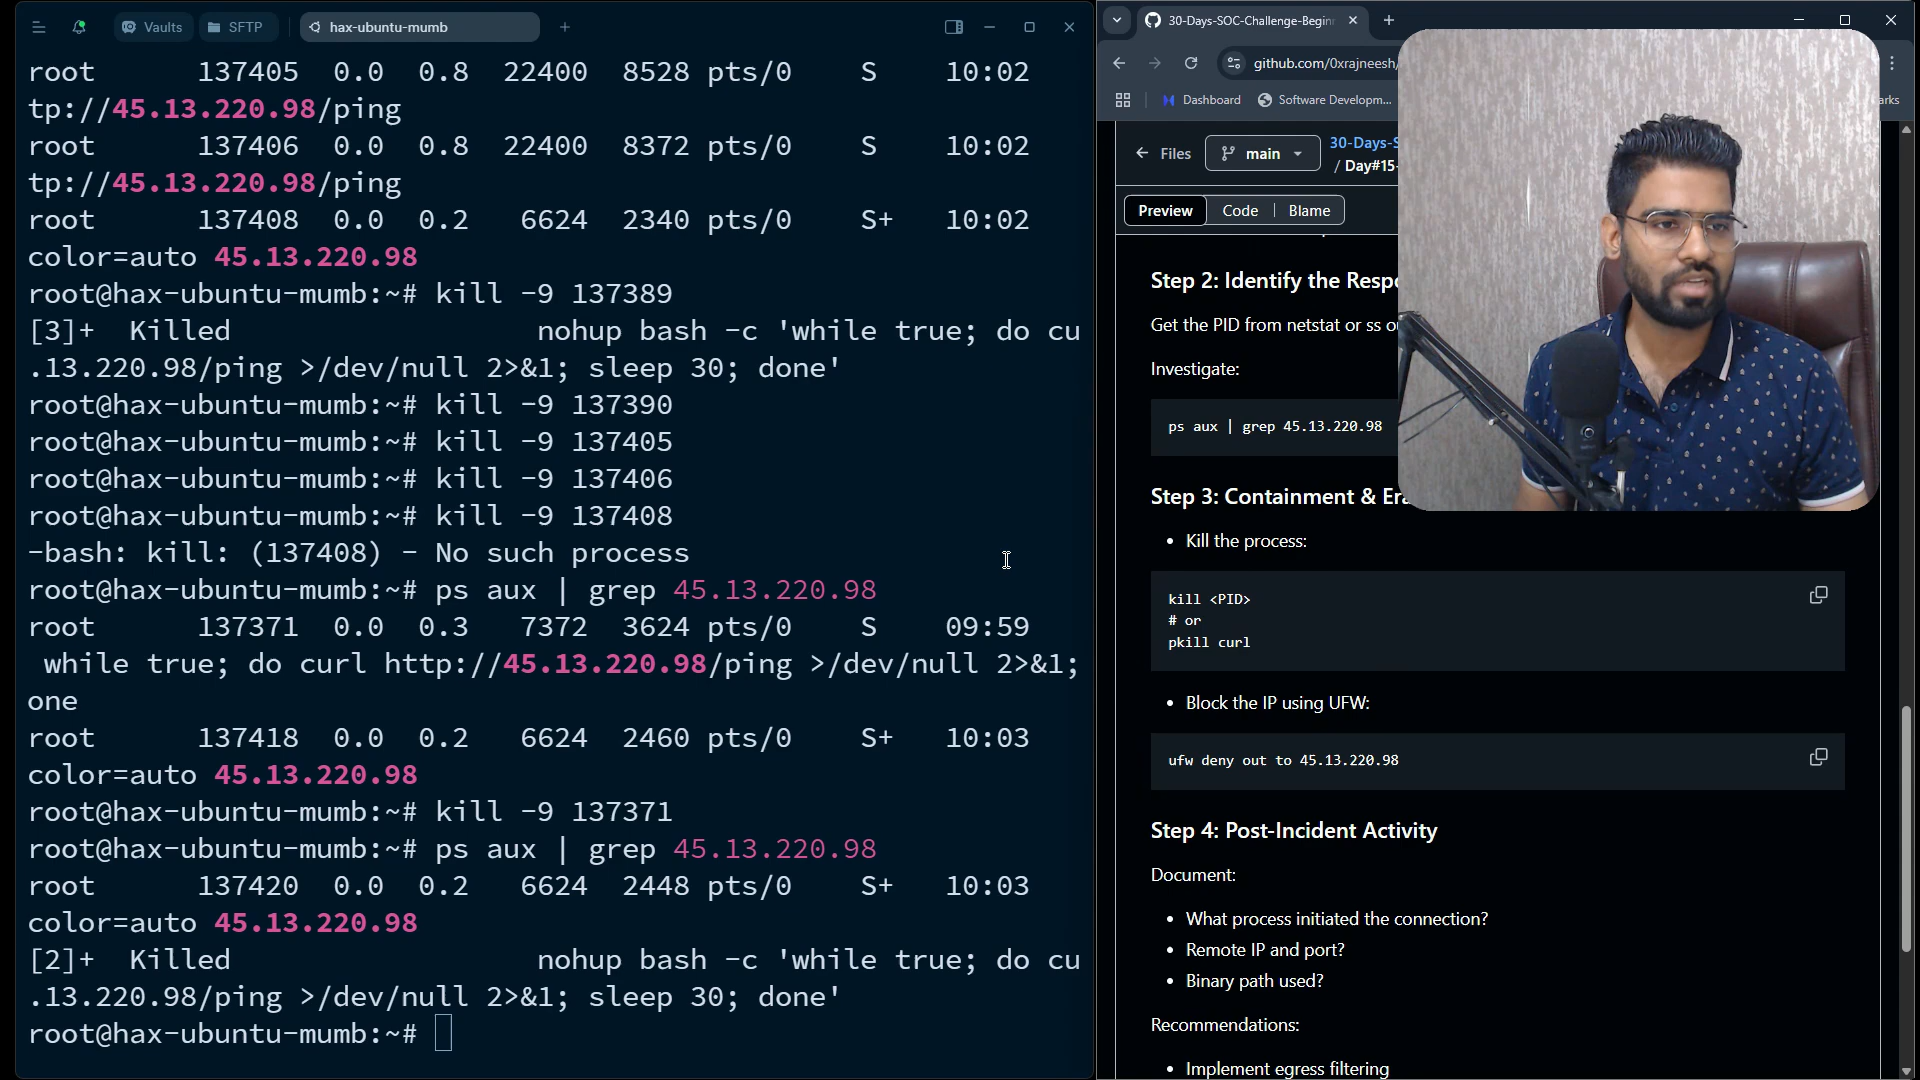 Vaults
SFTP
hax-ubuntu-mumb
root 137405 0.0 0.8 22400 8528 pts/0 S 10:02
tp://45.13.220.98/ping
root 137406 0.0 0.8 22400 8372 pts/0 S 10:02
tp://45.13.220.98/ping
root 137408 0.0 0.2 6624 2340 pts/0 S+ 10:02
color=auto 45.13.220.98
root@hax-ubuntu-mumb:~# kill -9 137389
[3]+ Killed nohup bash -c 'while true; do cu
.13.220.98/ping >/dev/null 2>&1; sleep 30; done'
root@hax-ubuntu-mumb:~# kill -9 137390
root@hax-ubuntu-mumb:~# kill -9 137405
root@hax-ubuntu-mumb:~# kill -9 137406
root@hax-ubuntu-mumb:~# kill -9 137408
-bash: kill: (137408) - No such process
root@hax-ubuntu-mumb:~# ps aux | grep 45.13.220.98
root 137371 0.0 0.3 7372 3624 pts/0 S 09:59
while true; do curl http://45.13.220.98/ping >/dev/null 2>&1;
one
root 137418 0.0 0.2 6624 2460 pts/0 S+ 10:03
color=auto 45.13.220.98
root@hax-ubuntu-mumb:~# kill -9 137371
root@hax-ubuntu-mumb:~# ps aux | grep 45.13.220.98
root 137420 0.0 0.2 6624 2448 pts/0 S+ 10:03
color=auto 45.13.220.98
[2]+ Killed nohup bash -c 'while true; do cu
.13.220.98/ping >/dev/null 2>&1; sleep 30; done'
root@hax-ubuntu-mumb:~#
30-Days-SOC-Challenge-Begin
github.com/0xrajneesh/
Dashboard
Software Developm...
arks
Files
main
30-Days-S
/ Day#15-
Preview
Code
Blame
Step 2: Identify the Resp
Get the PID from netstat or ss o
Investigate:
ps aux | grep 45.13.220.98
Step 3: Containment & Er
• Kill the process:
kill <PID>
# or
pkill curl
• Block the IP using UFW:
ufw deny out to 45.13.220.98
Step 4: Post-Incident Activity
Document:
• What process initiated the connection?
• Remote IP and port?
• Binary path used?
Recommendations:
• Implement egress filtering